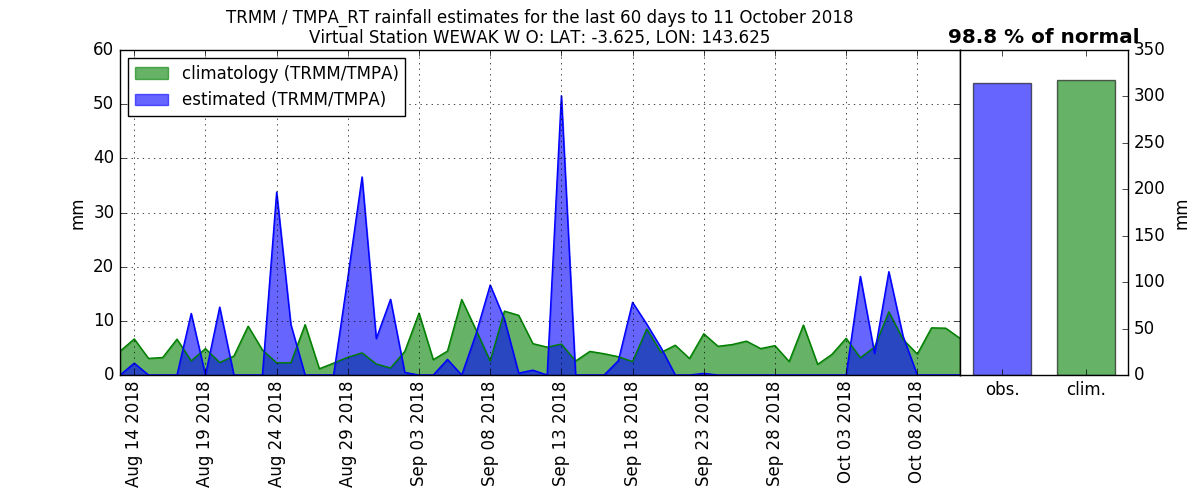 TRMM / TMPA_RT rainfall estimates for the last 60 days to 11 October 2018
Virtual Station WEWAK W O: LAT: -3.625, LON: 143.625
98.8 % of normal
climatology (TRMM/TMPA)
estimated (TRMM/TMPA)
60
50
40
30
20
10
0
mm
Aug 14 2018
Aug 19 2018
Aug 24 2018
Aug 29 2018
Sep 03 2018
Sep 08 2018
Sep 13 2018
Sep 18 2018
Sep 23 2018
Sep 28 2018
Oct 03 2018
Oct 08 2018
obs.
clim.
350
300
250
200
150
100
50
0
mm